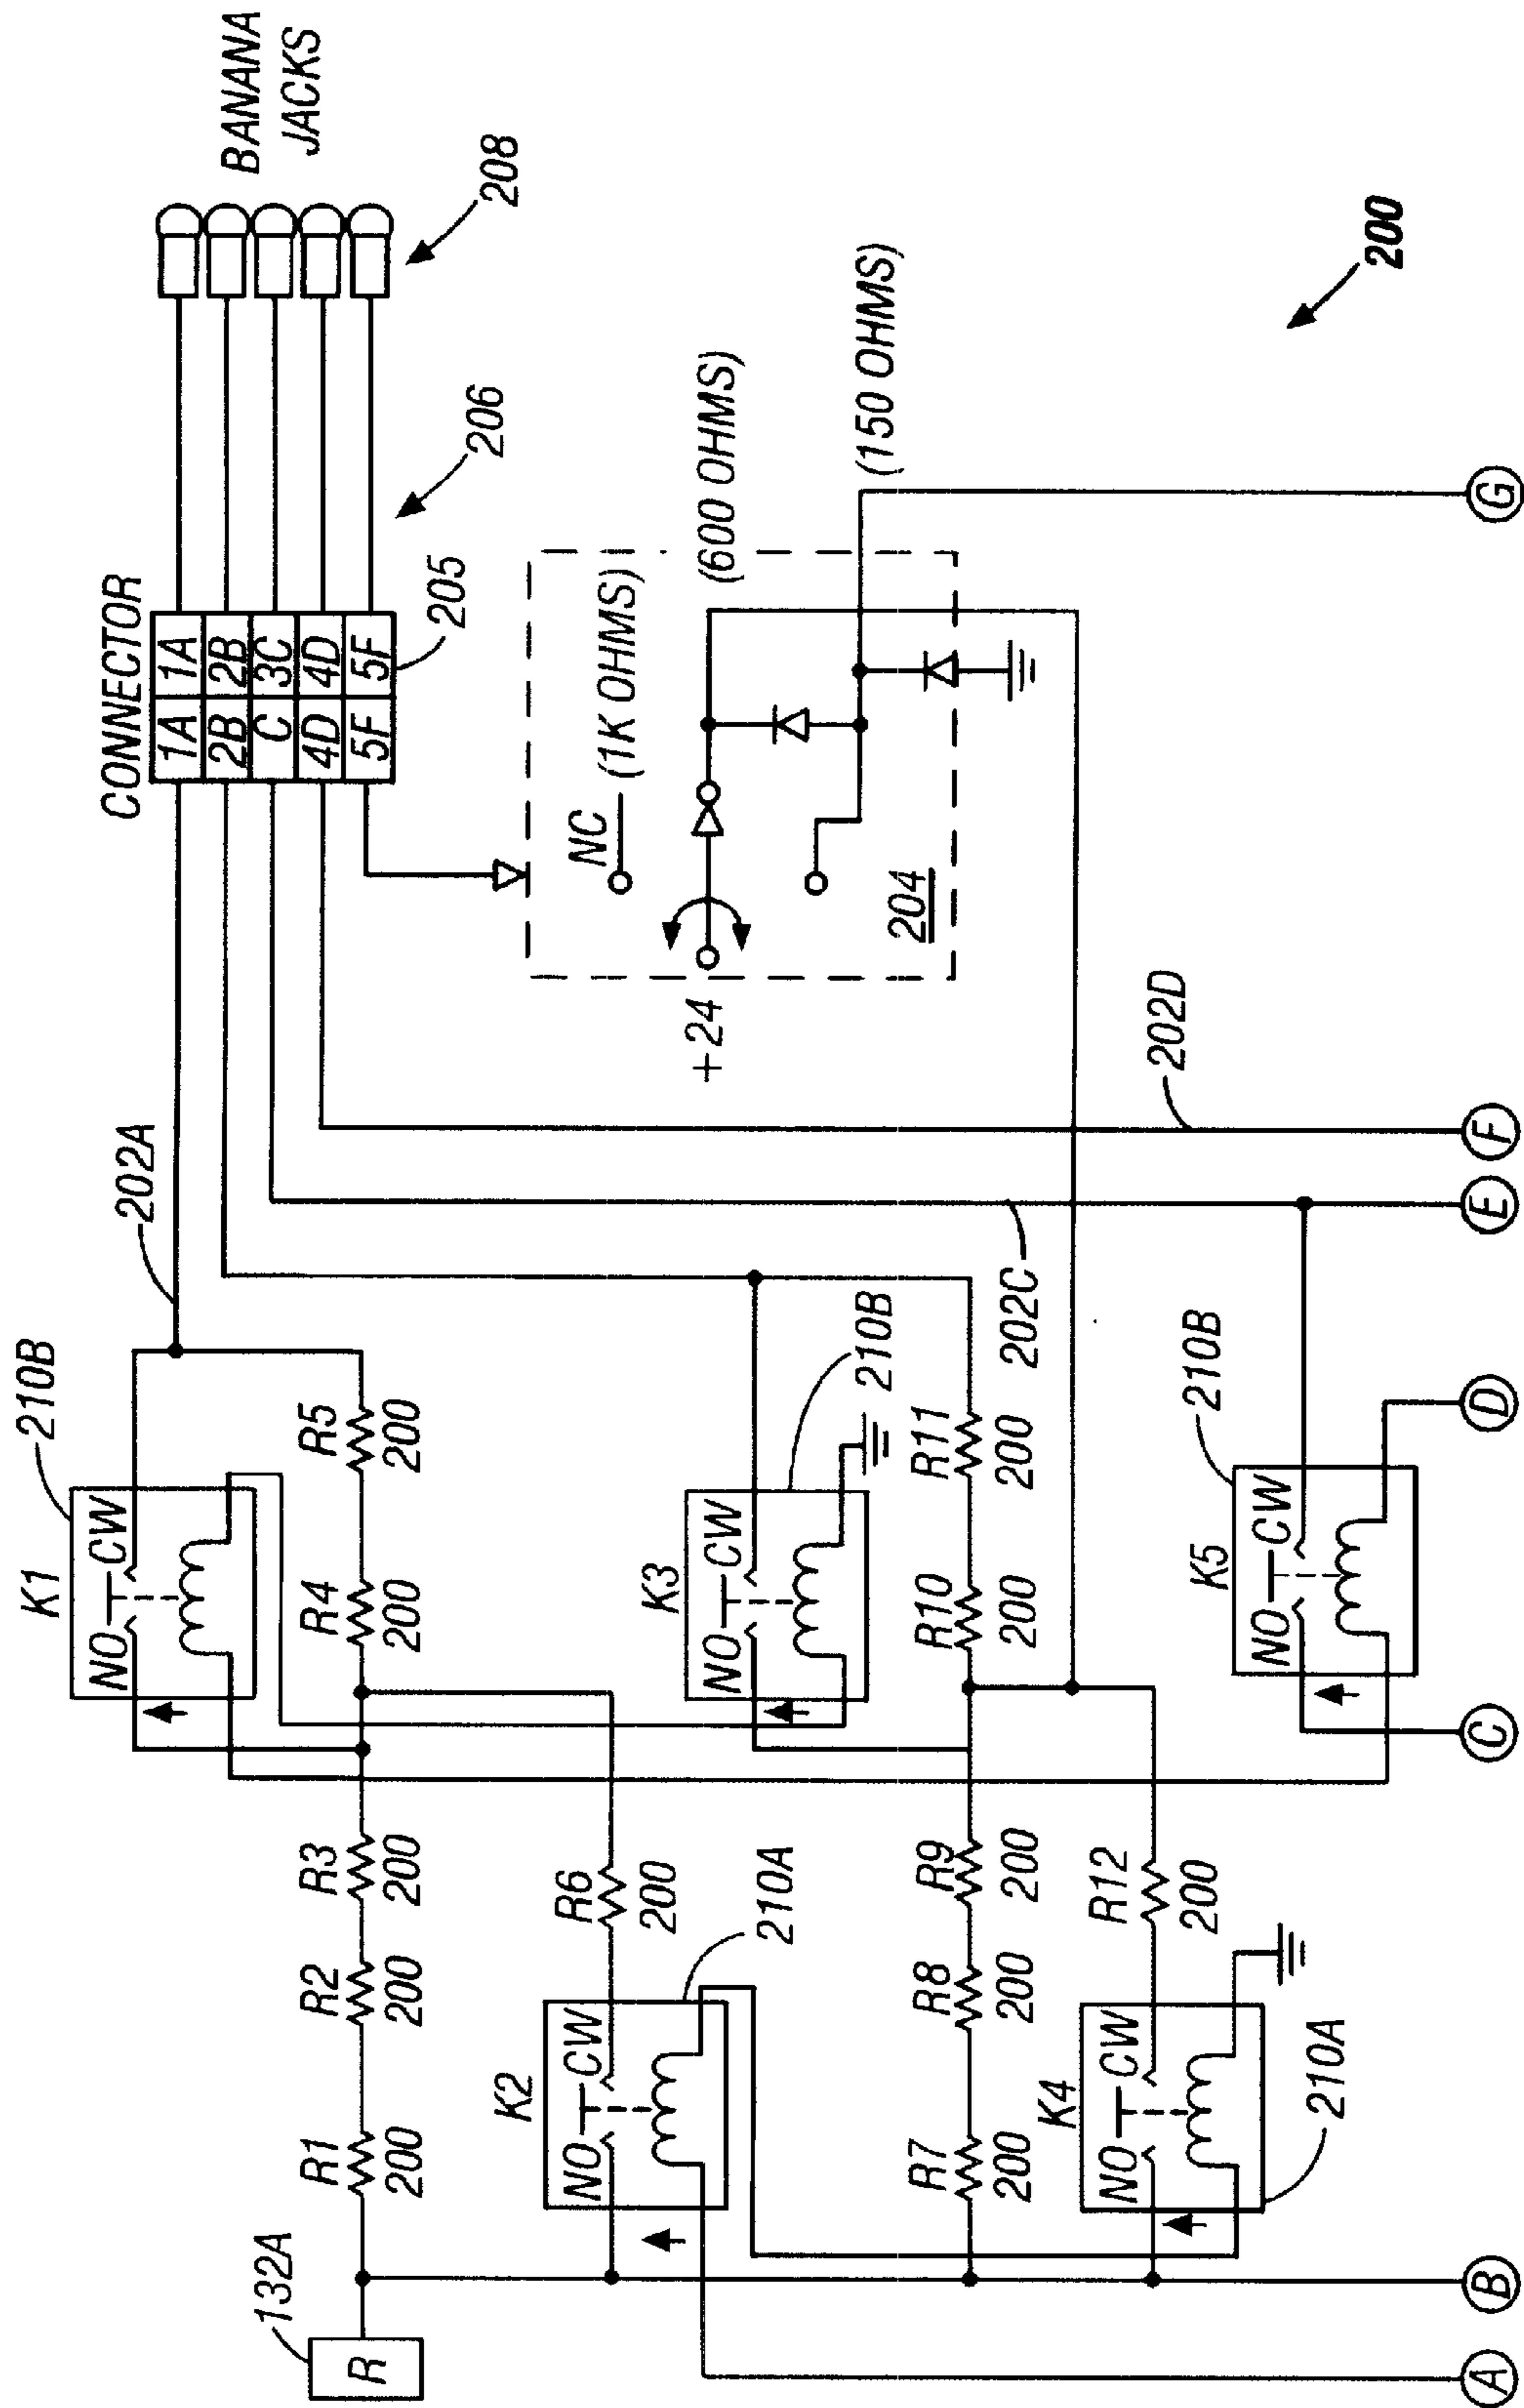 BANANA
JACKS
208
CONNECTOR
1A 1A
2B 2B
C 3C
4D 4D
5F 5F
206
205
202A
210B
K1
NO CW
R1
200
R2
200
R3
200
R4
200
R5
200
132A
R
NC
(1K OHMS)
(600 OHMS)
(150 OHMS)
+24
204
K2
NO CW
210A
R6
200
K3
NO CW
210B
R7
200
R8
200
R9
200
R10
200
R11
200
202C
202D
K4
NO CW
210A
R12
200
K5
NO CW
210B
200
A
B
C
D
E
F
G